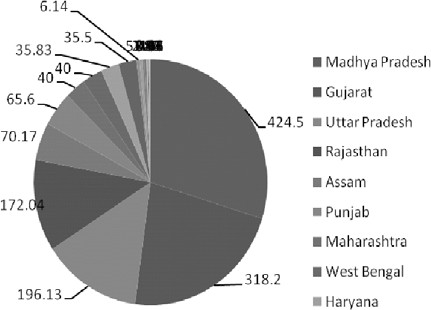 6.14
35.5
35.83
40
40
65.6
70.17
172.04
196.13
318.2
424.5
Madhya Pradesh
Gujarat
Uttar Pradesh
Rajasthan
Assam
Punjab
Maharashtra
West Bengal
Haryana